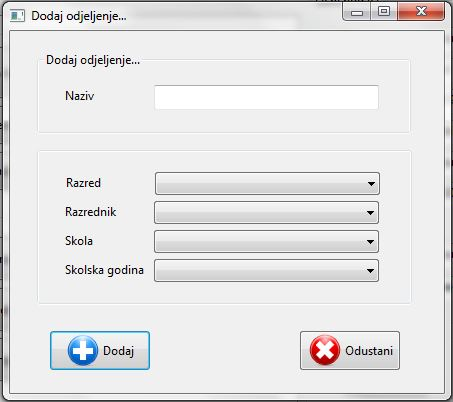 Dodaj odjeljenje...
Dodaj odjeljenje...
Naziv
Razred
Razrednik
Skola
Skolska godina
Dodaj
Odustani